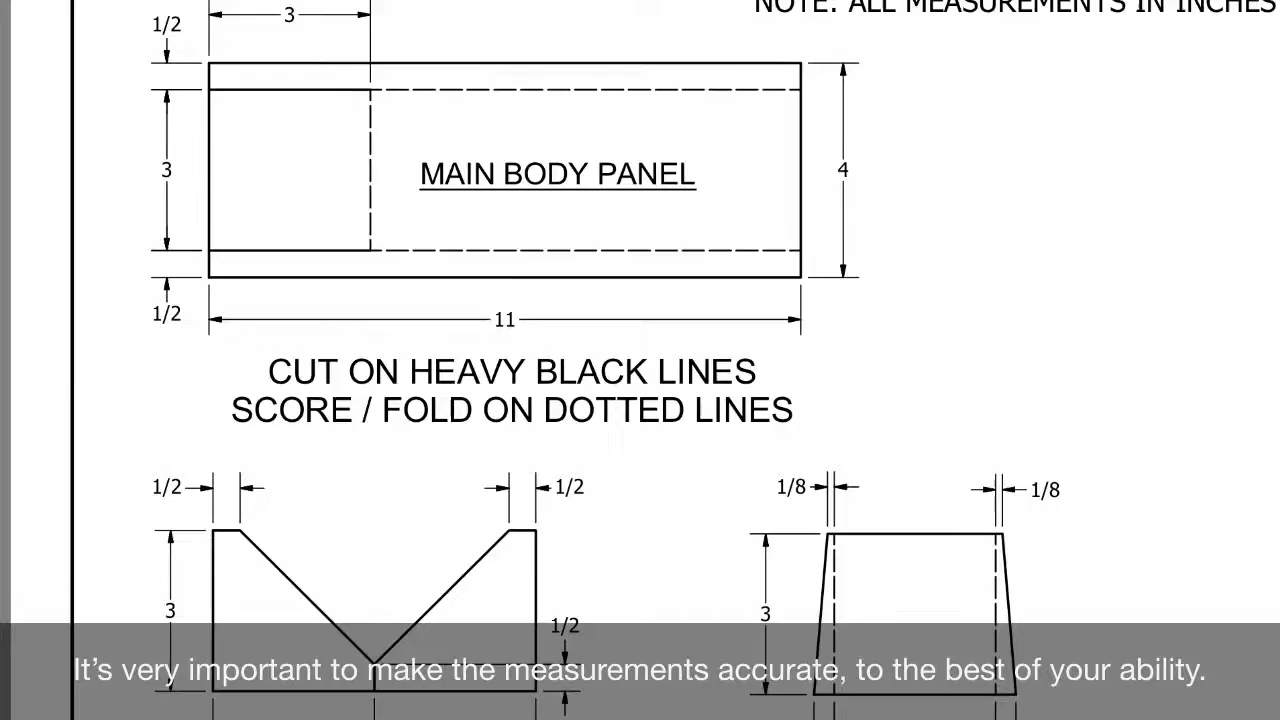 NOTE: ALL MEASUREMENTS IN INCHES
3
1/2
3
MAIN BODY PANEL
4
1/2
11
CUT ON HEAVY BLACK LINES
SCORE / FOLD ON DOTTED LINES
1/2
1/2
1/8
1/8
3
1/2
3
It's very important to make the measurements accurate, to the best of your ability.